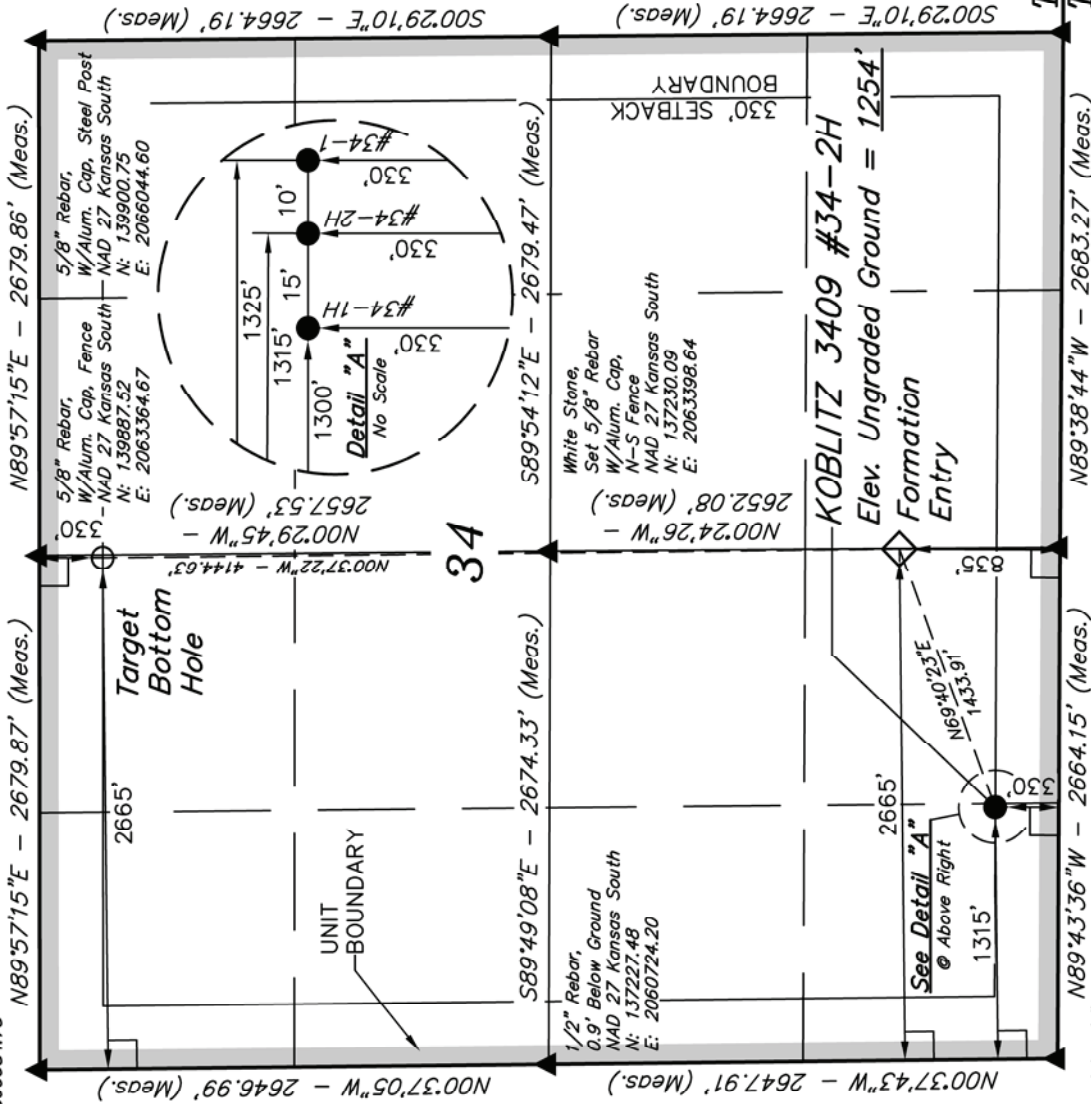 N89°57'15"E - 2679.87' (Meas.)
N89°57'15"E - 2679.86' (Meas.)
N00°37'05"W - 2646.99' (Meas.)
N00°37'43"W - 2647.91' (Meas.)
S00°29'10"E - 2664.19' (Meas.)
S00°29'10"E - 2664.19' (Meas.)
5/8" Rebar,
W/Alum. Cap, Fence
NAD 27 Kansas South
N: 139887.52
E: 2063364.67
5/8" Rebar,
W/Alum. Cap, Steel Post
NAD 27 Kansas South
N: 139900.75
E: 2066044.60
330'
Target
Bottom
Hole
2665'
N00°29'45"W -
2657.53' (Meas.)
N00°37'22"W - 4144.63'
1325'
1315'
1300'
15'
10'
#34-1H
#34-2H
#34-1
330'
330'
330'
Detail "A"
No Scale
UNIT
BOUNDARY
34
S89°49'08"E - 2674.33' (Meas.)
S89°54'12"E - 2679.47' (Meas.)
1/2" Rebar,
0.9' Below Ground
NAD 27 Kansas South
N: 137227.48
E: 2060724.20
White Stone,
Set 5/8" Rebar
W/Alum. Cap,
N-S Fence
NAD 27 Kansas South
N: 137230.09
E: 2063398.64
N00°24'26"W -
2652.08' (Meas.)
330' SETBACK
BOUNDARY
KOBLITZ 3409 #34-2H
Elev. Ungraded Ground = 1254'
Formation
Entry
2665'
835'
N69°40'23"E
1433.91'
See Detail "A"
@ Above Right
1315'
330'
N89°43'36"W - 2664.15' (Meas.)
N89°38'44"W - 2683.27' (Meas.)